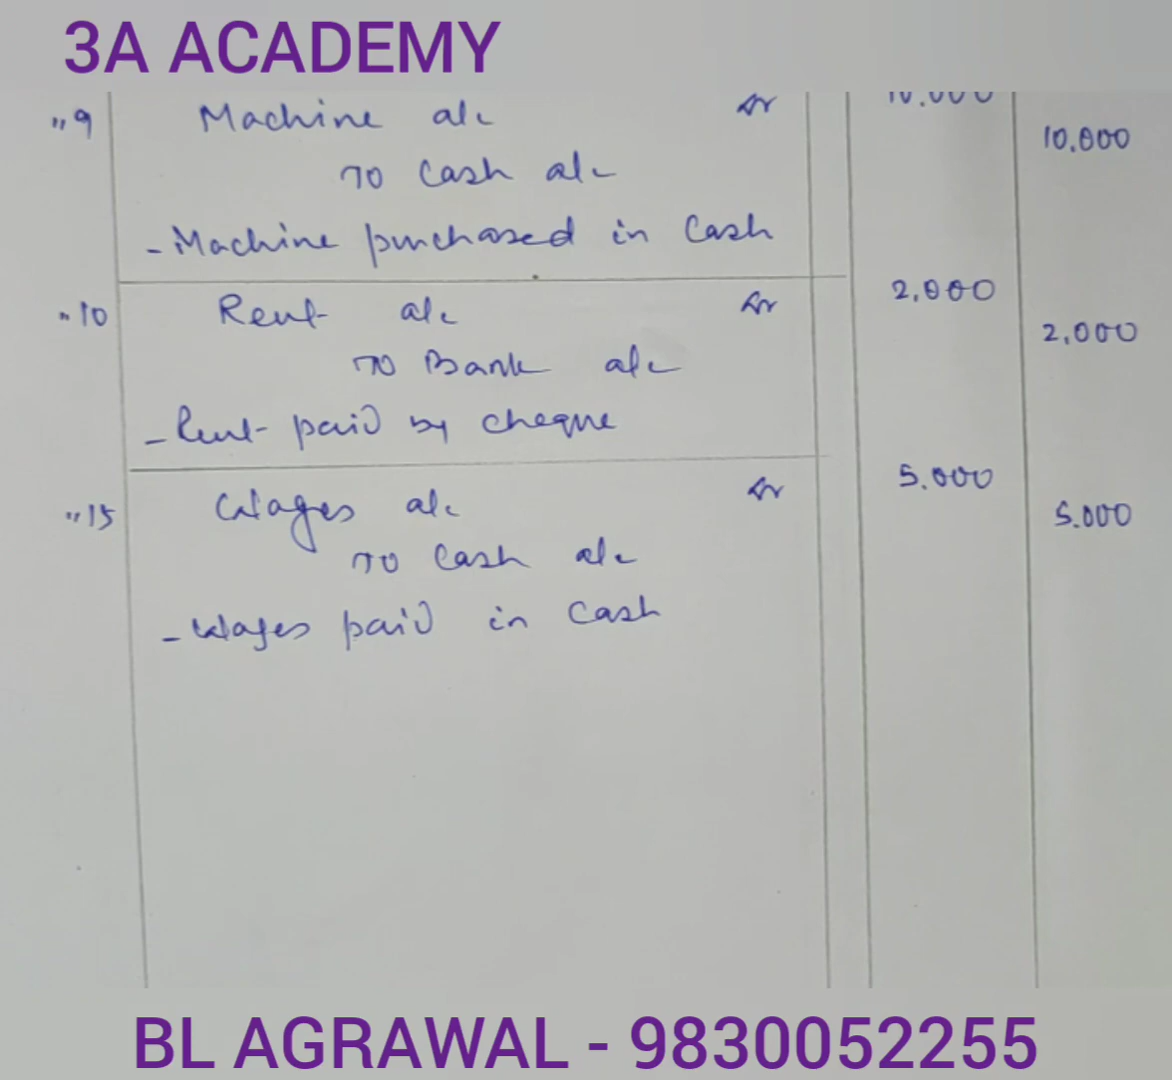 3A ACADEMY
"9 Machine a/c Dr 10,000
To Cash a/c 10,000
- Machine purchased in Cash
"10 Rent a/c Dr 2,000
To Bank a/c 2,000
- Rent paid by cheque
"15 Wages a/c Dr 5,000
To Cash a/c 5,000
- Wages paid in Cash
BL AGRAWAL - 9830052255